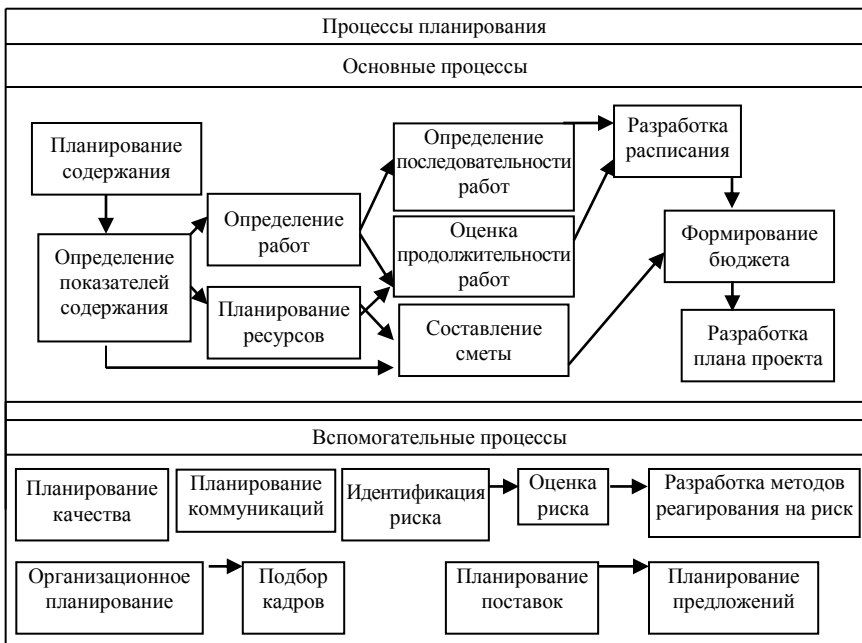 Процессы планирования
Основные процессы
Планирование
содержания
Определение
показателей
содержания
Определение
работ
Планирование
ресурсов
Определение
последовательности
работ
Оценка
продолжительности
работ
Составление
сметы
Разработка
расписания
Формирование
бюджета
Разработка
плана проекта
Вспомогательные процессы
Планирование
качества
Планирование
коммуникаций
Идентификация
риска
Оценка
риска
Разработка методов
реагирования на риск
Организационное
планирование
Подбор
кадров
Планирование
поставок
Планирование
предложений